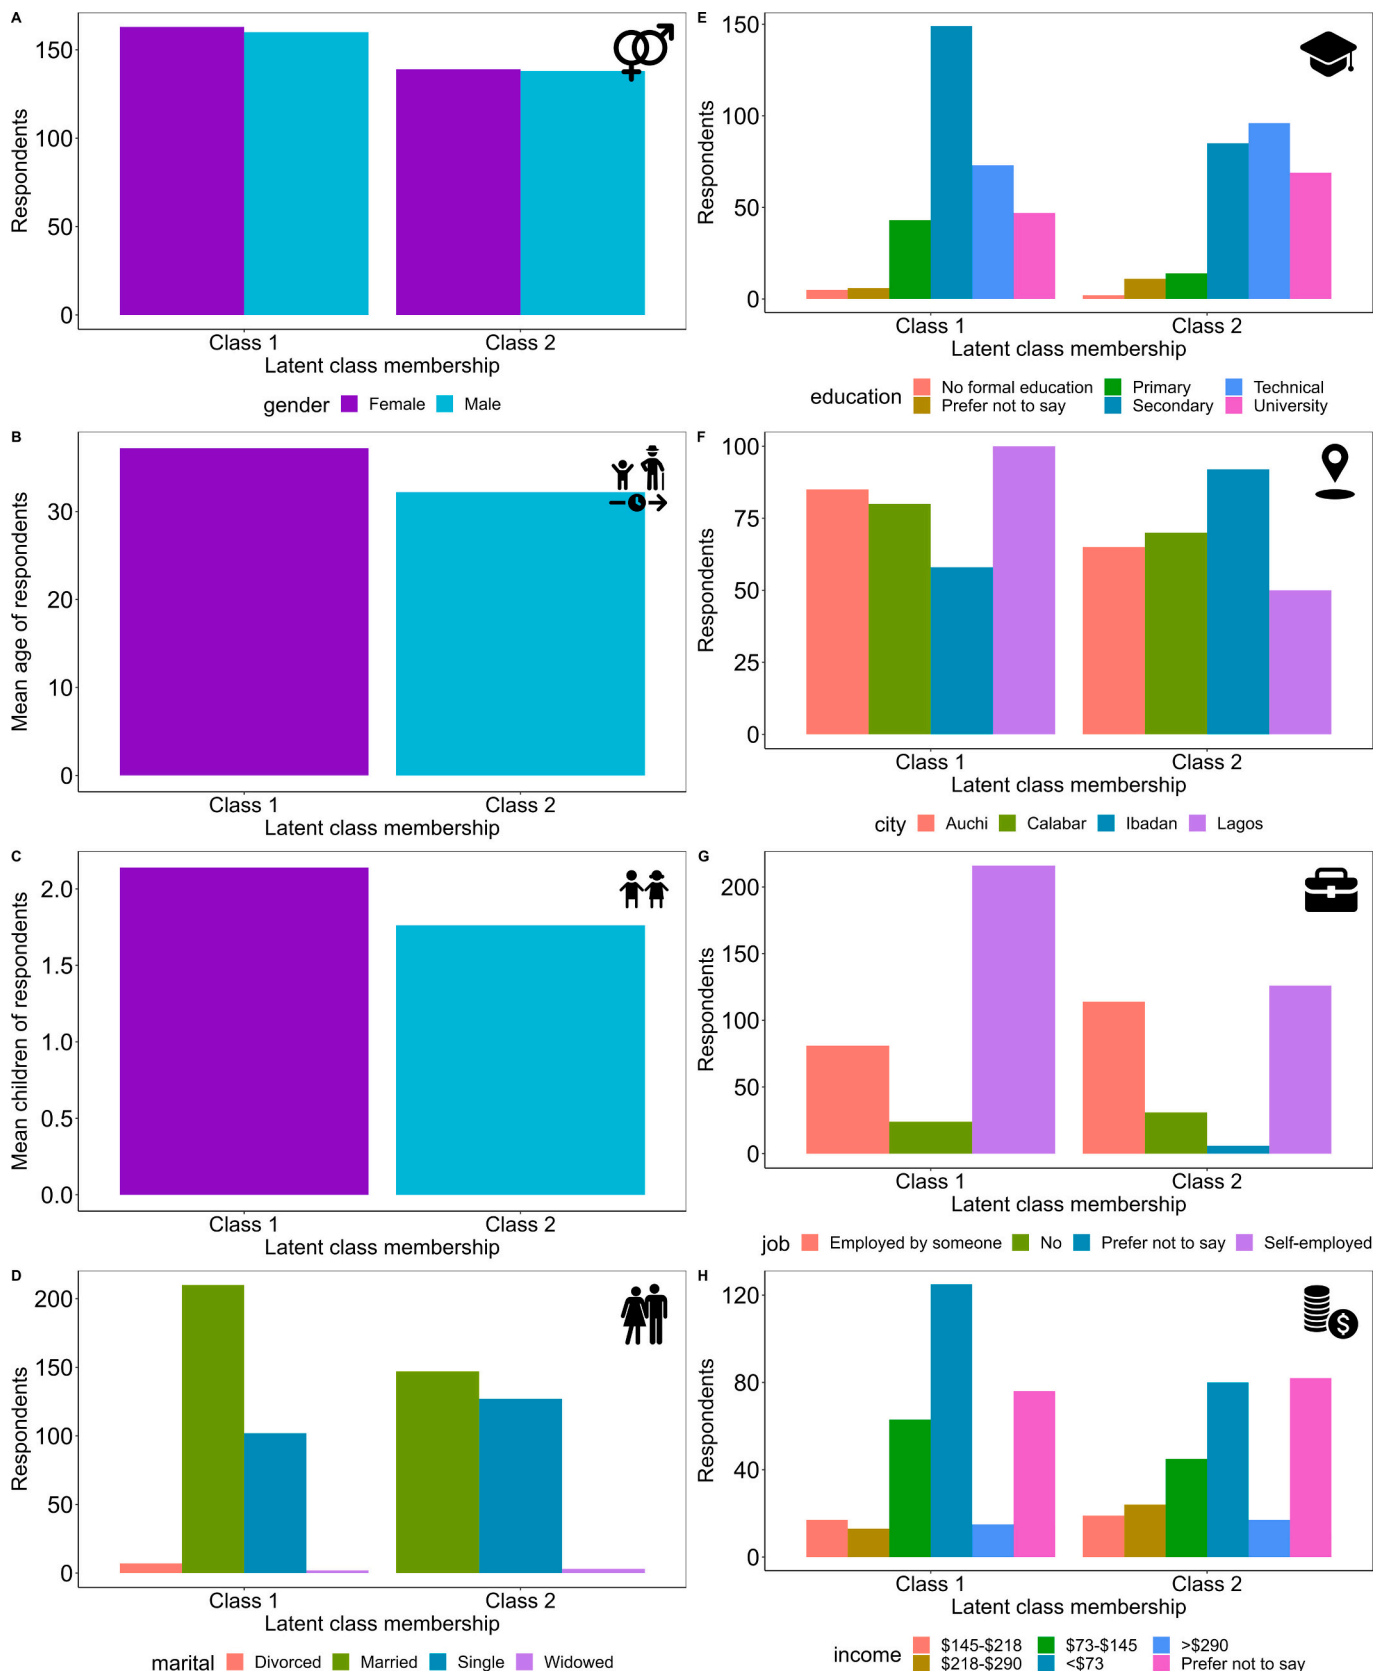 A
150
100
50
0
Respondents
Class 1 Class 2
Latent class membership
gender Female Male
B
30
20
10
0
Mean age of respondents
Class 1 Class 2
Latent class membership
C
2.0
1.5
1.0
0.5
0.0
Mean children of respondents
Class 1 Class 2
Latent class membership
D
200
150
100
50
0
Respondents
Class 1 Class 2
Latent class membership
marital Divorced Married Single Widowed
E
150
100
50
0
Respondents
Class 1 Class 2
Latent class membership
education
No formal education Primary Technical
Prefer not to say Secondary University
F
100
75
50
25
0
Respondents
Class 1 Class 2
Latent class membership
city Auchi Calabar Ibadan Lagos
G
200
150
100
50
0
Respondents
Class 1 Class 2
Latent class membership
job Employed by someone No Prefer not to say Self-employed
H
120
80
40
0
Respondents
$
Class 1 Class 2
Latent class membership
income
$145-$218 $73-$145 >$290
$218-$290 <$73 Prefer not to say